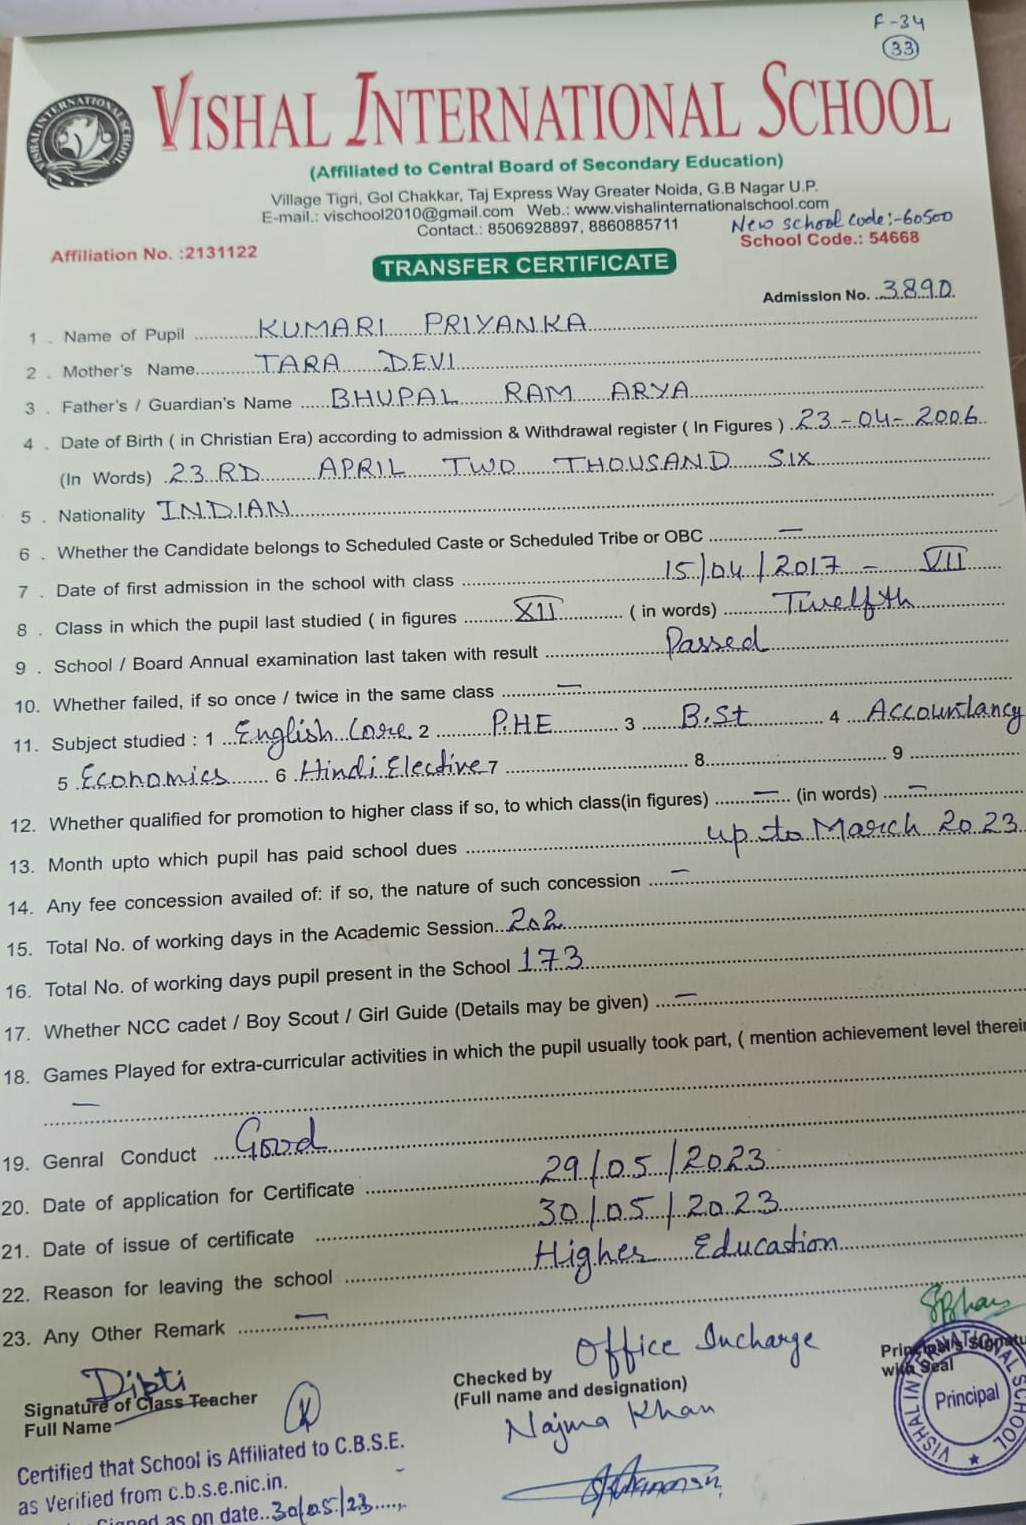 F-34
33
VISHAL INTERNATIONAL SCHOOL
VISHAL INTERNATIONAL SCHOOL
(Affiliated to Central Board of Secondary Education)
Village Tigri, Gol Chakkar, Taj Express Way Greater Noida, G.B Nagar U.P.
E-mail.: vischool2010@gmail.com Web.: www.vishalinternationalschool.com
Contact.: 8506928897, 8860885711
New school code:-60500
Affiliation No. :2131122
School Code.: 54668
TRANSFER CERTIFICATE
Admission No. 3890
1 . Name of Pupil KUMARI PRIYANKA
2 . Mother's Name TARA DEVI
3 . Father's / Guardian's Name BHUPAL RAM ARYA
4 . Date of Birth ( in Christian Era) according to admission & Withdrawal register ( In Figures ) 23-04-2006
(In Words) 23RD APRIL TWO THOUSAND SIX
5 . Nationality INDIAN
6 . Whether the Candidate belongs to Scheduled Caste or Scheduled Tribe or OBC —
7 . Date of first admission in the school with class 15/04/2017 - VII
8 . Class in which the pupil last studied ( in figures XII ( in words) Twelfth
9 . School / Board Annual examination last taken with result Passed
10. Whether failed, if so once / twice in the same class —
11. Subject studied : 1 English Core 2 P.HE 3 B.St 4 Accountancy
5 Economics 6 Hindi Elective 7 8 9
12. Whether qualified for promotion to higher class if so, to which class(in figures) — (in words) —
13. Month upto which pupil has paid school dues up to March 2023
14. Any fee concession availed of: if so, the nature of such concession —
15. Total No. of working days in the Academic Session 202
16. Total No. of working days pupil present in the School 173
17. Whether NCC cadet / Boy Scout / Girl Guide (Details may be given) —
18. Games Played for extra-curricular activities in which the pupil usually took part, ( mention achievement level therein
—
19. Genral Conduct Good
20. Date of application for Certificate 29/05/2023
21. Date of issue of certificate 30/05/2023
22. Reason for leaving the school Higher Education
23. Any Other Remark —
Dipti
Signature of Class Teacher
Full Name
Office Incharge
Checked by
(Full name and designation)
Najma Khan
Principal's Signatu
with Seal
VISHAL INTERNATIONAL SCHOOL
Principal
Certified that School is Affiliated to C.B.S.E.
as Verified from c.b.s.e.nic.in.
as on date..30/05/23